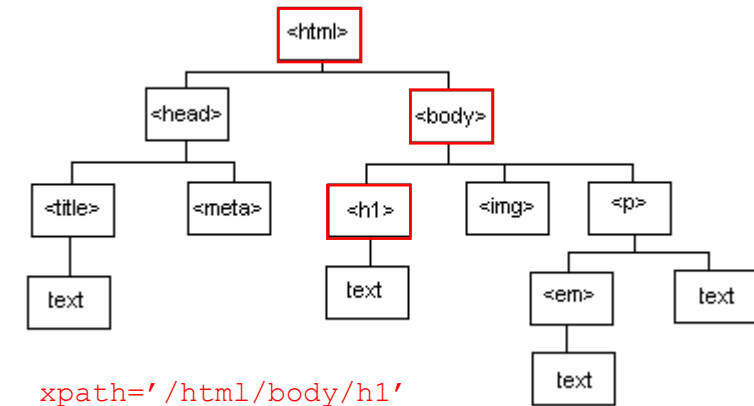 <html>
<head>
<body>
<title>
<meta>
<h1>
<img>
<p>
text
text
<em>
text
text
xpath=’/html/body/h1’